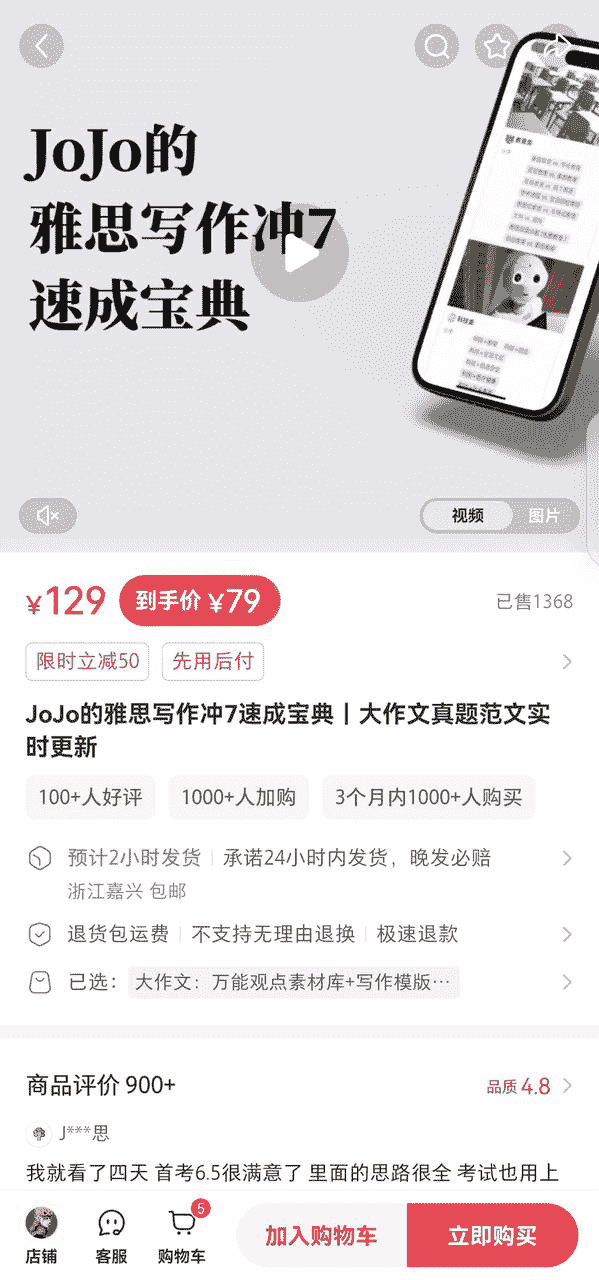 JoJo的
雅思写作冲7
速成宝典
教育类
科技类
视频
图片
¥129
到手价 ¥79
已售1368
限时立减50
先用后付
JoJo的雅思写作冲7速成宝典丨大作文真题范文实
时更新
100+人好评
1000+人加购
3个月内1000+人购买
预计2小时发货
承诺24小时内发货，晚发必赔
浙江嘉兴 包邮
退货包运费
不支持无理由退换
极速退款
已选：
大作文：万能观点素材库+写作模版…
商品评价 900+
品质 4.8
J***思
我就看了四天 首考6.5很满意了 里面的思路很全 考试也用上
5
店铺
客服
购物车
加入购物车
立即购买